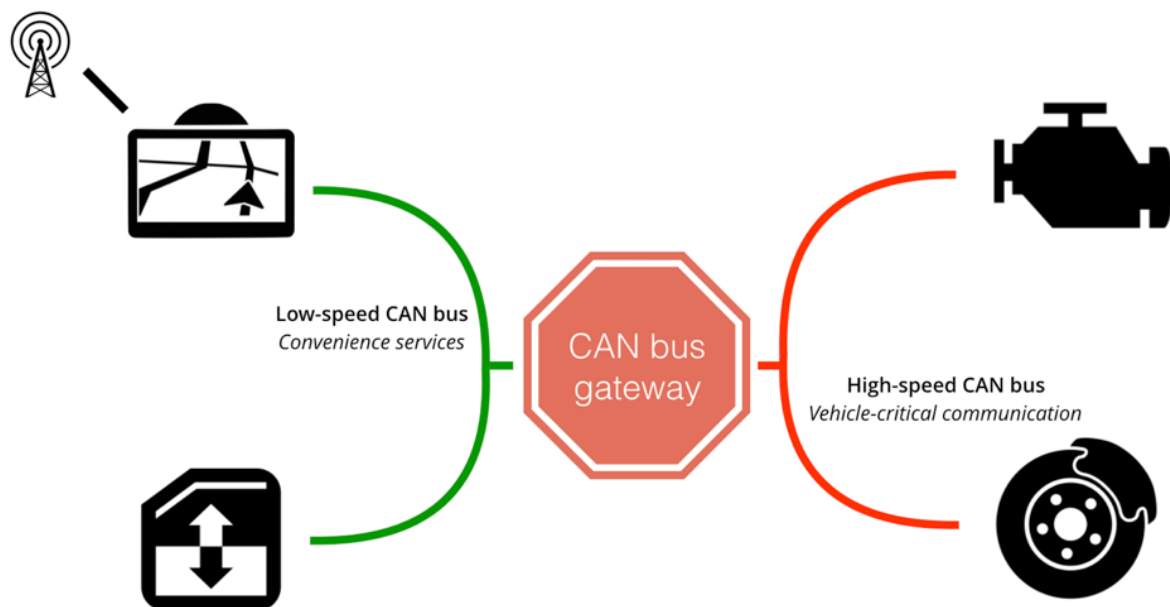 Low-speed CAN bus
Convenience services
CAN bus
gateway
High-speed CAN bus
Vehicle-critical communication